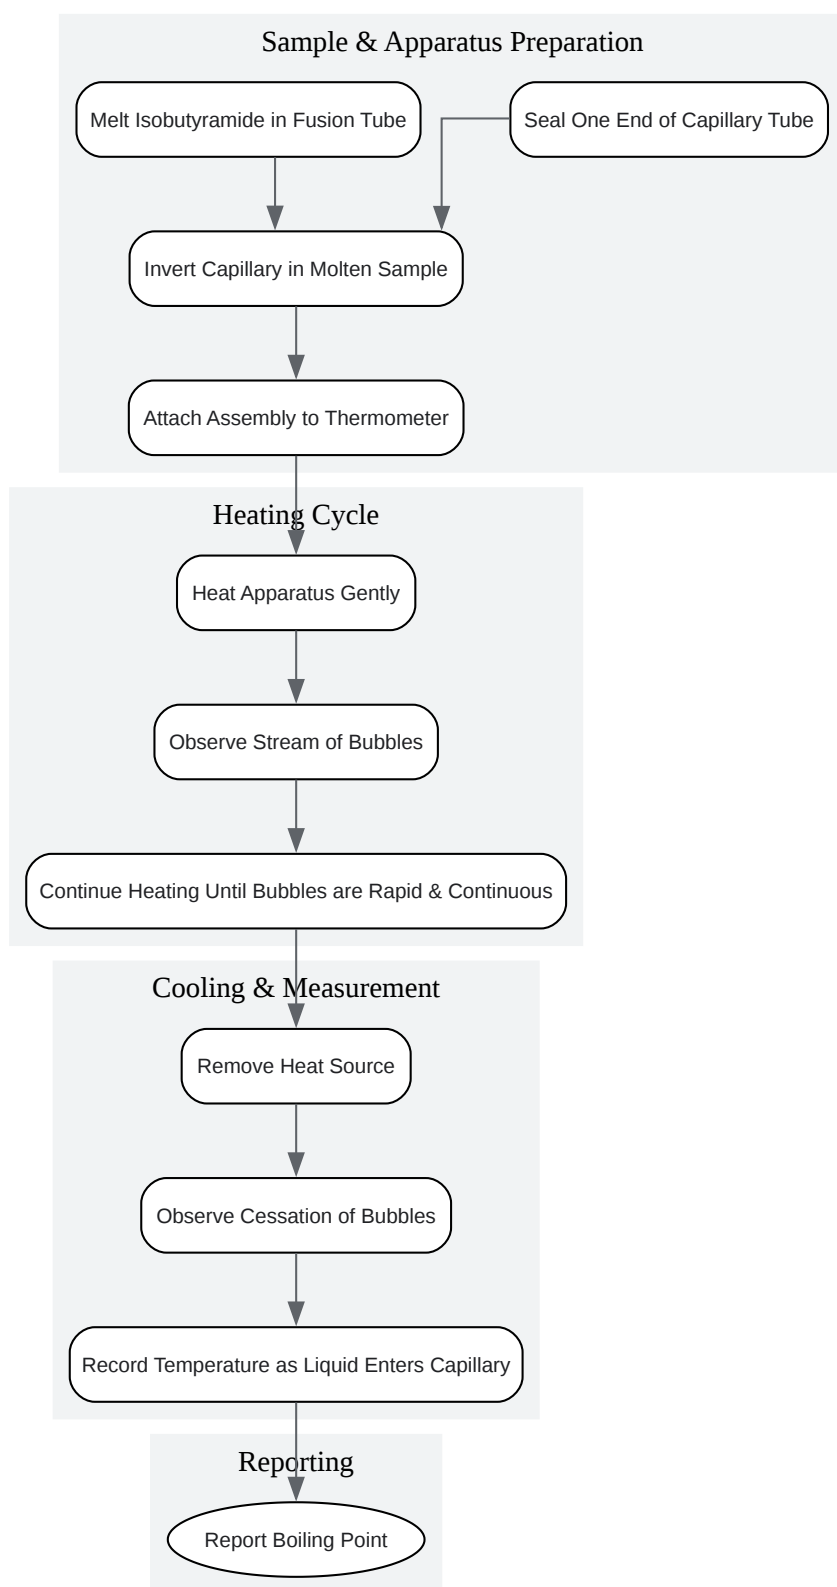 Sample & Apparatus Preparation
Melt Isobutyramide in Fusion Tube
Seal One End of Capillary Tube
Invert Capillary in Molten Sample
Attach Assembly to Thermometer
Heating Cycle
Heat Apparatus Gently
Observe Stream of Bubbles
Continue Heating Until Bubbles are Rapid & Continuous
Cooling & Measurement
Remove Heat Source
Observe Cessation of Bubbles
Record Temperature as Liquid Enters Capillary
Reporting
Report Boiling Point